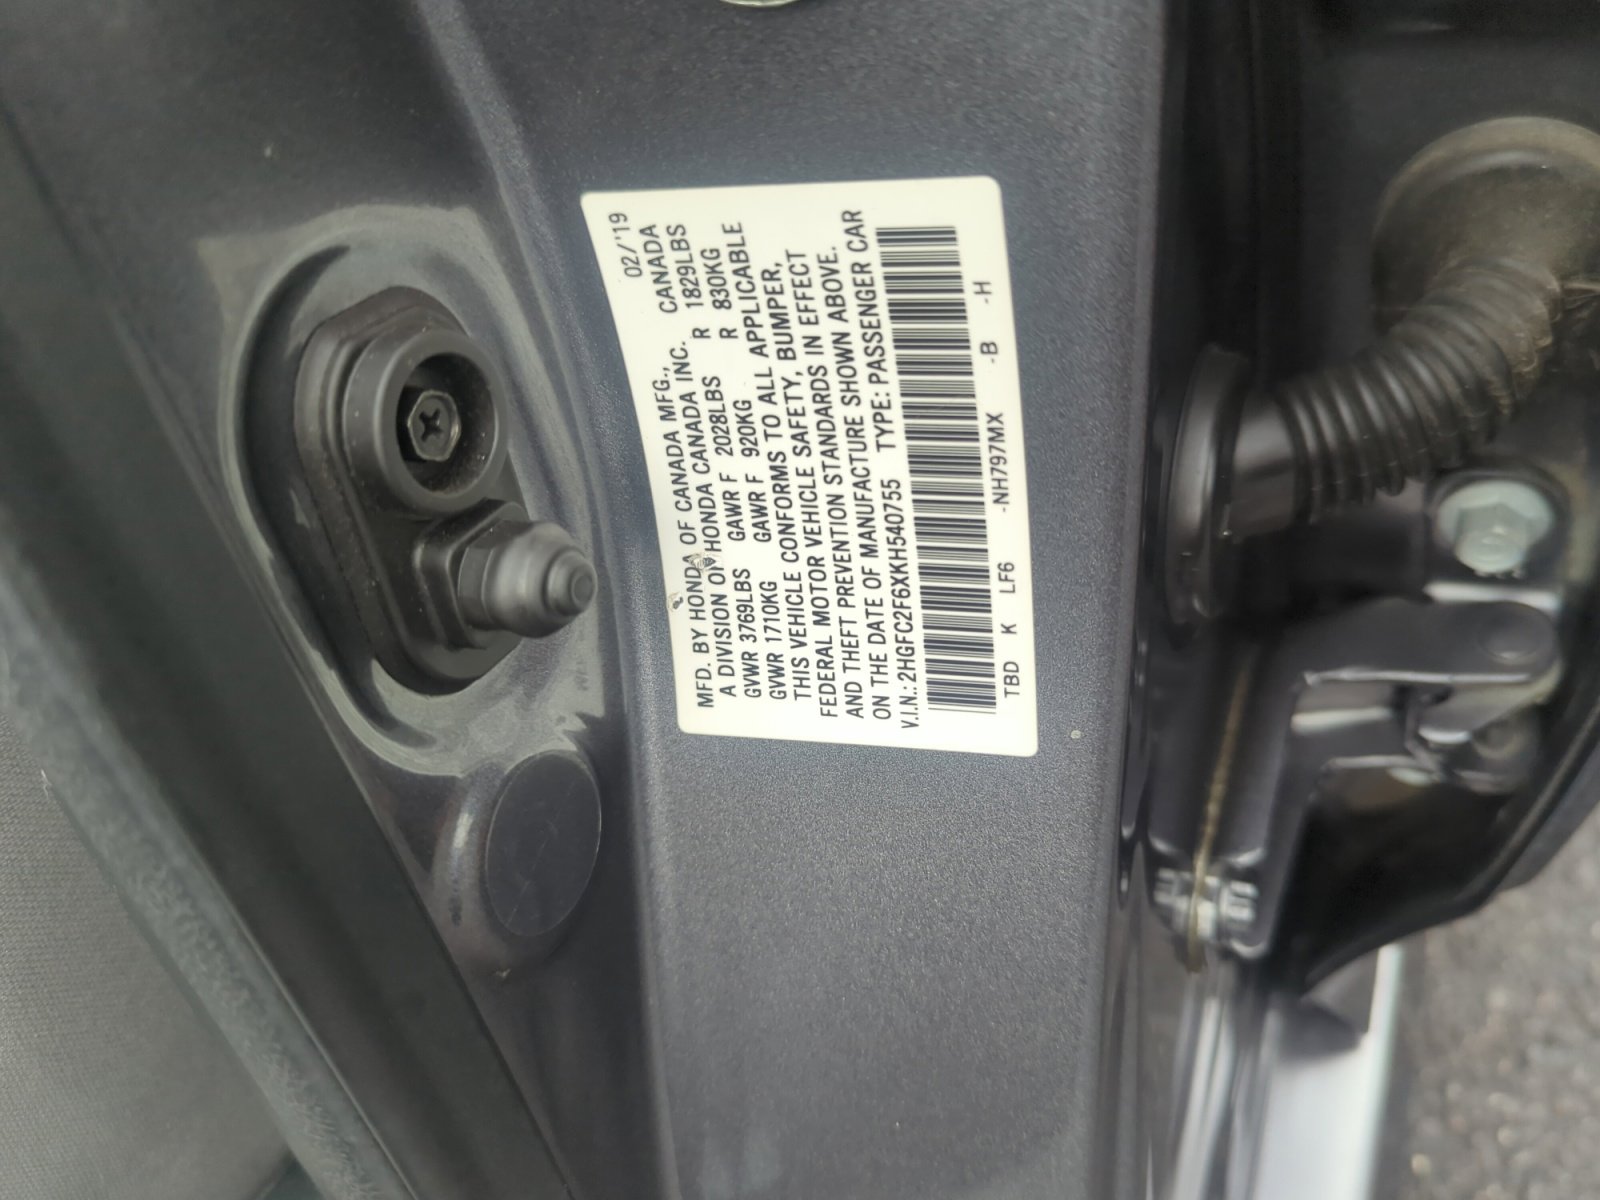 02/'19
MFD. BY HONDA OF CANADA MFG., CANADA
A DIVISION OF HONDA CANADA INC.
GVWR 3769LBS GAWR F 2028LBS R 1829LBS
GVWR 1710KG GAWR F 920KG R 830KG
THIS VEHICLE CONFORMS TO ALL APPLICABLE
FEDERAL MOTOR VEHICLE SAFETY, BUMPER,
AND THEFT PREVENTION STANDARDS IN EFFECT
ON THE DATE OF MANUFACTURE SHOWN ABOVE.
V.I.N.: 2HGFC2F6XKH540755 TYPE: PASSENGER CAR
TBD K LF6 -NH797MX -B -H